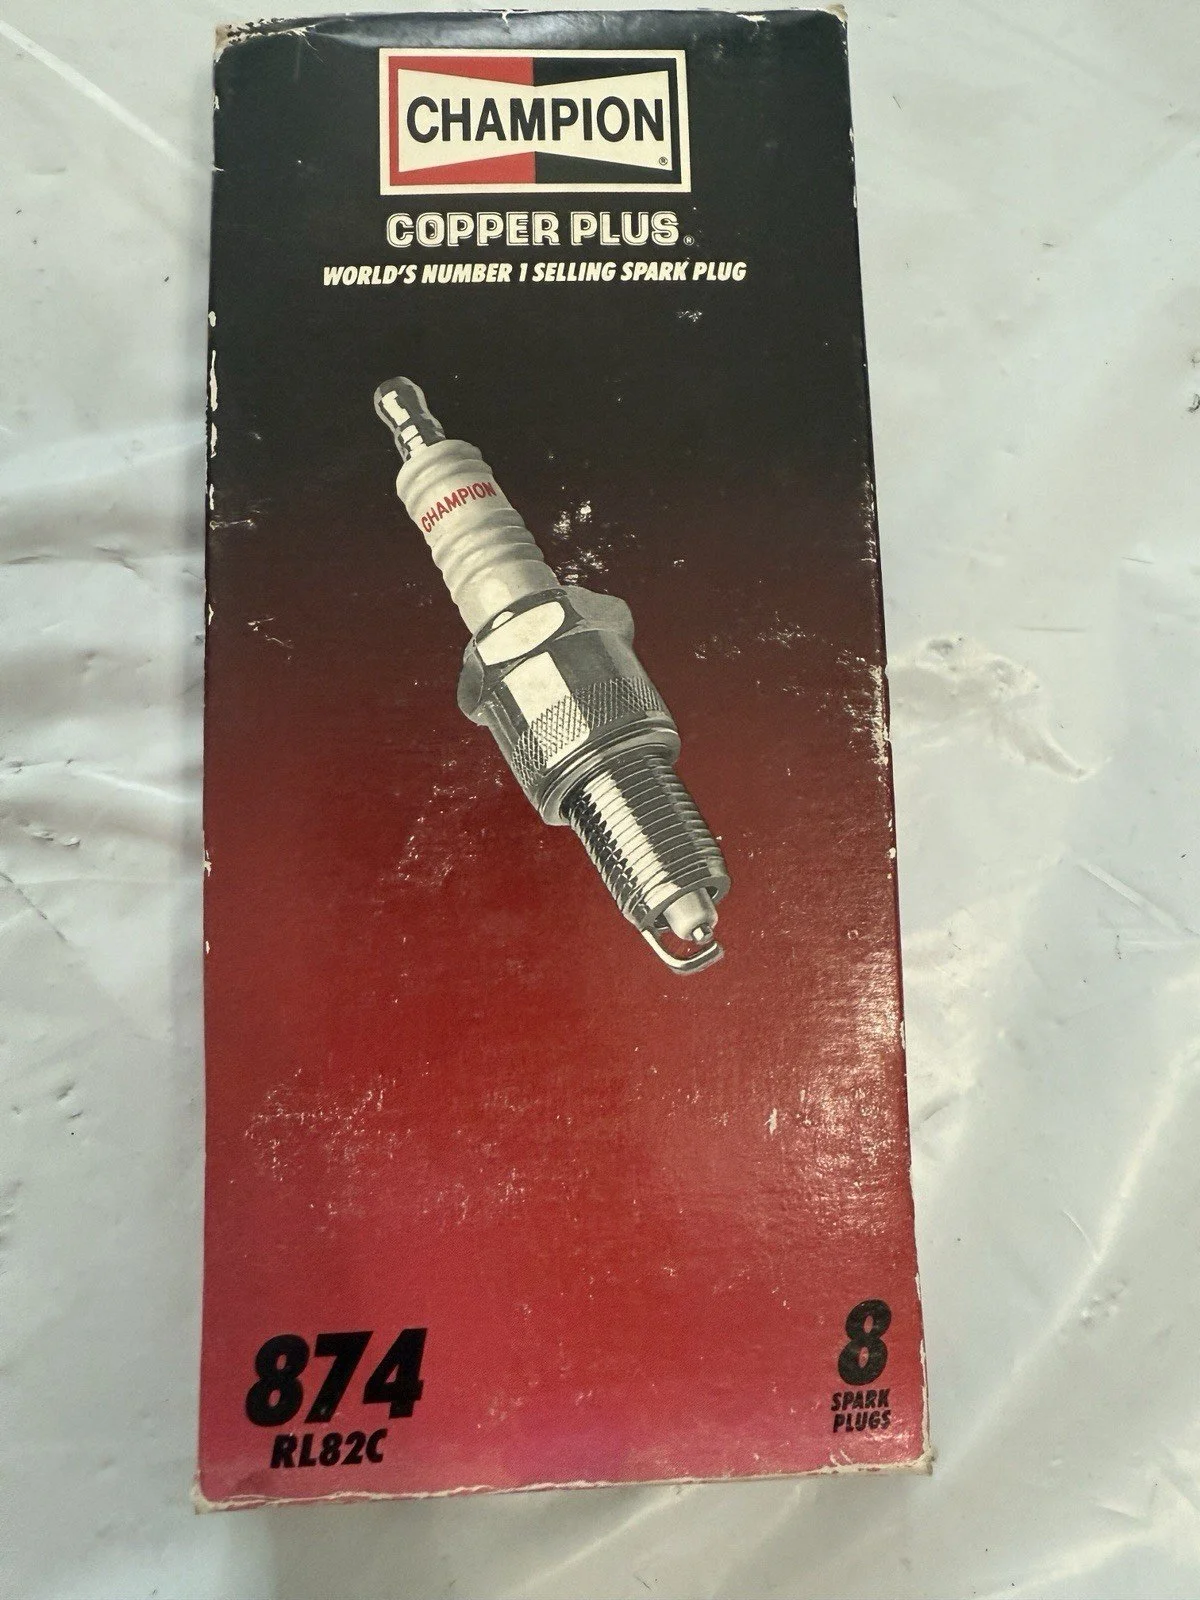 CHAMPION®
COPPER PLUS®
WORLD'S NUMBER 1 SELLING SPARK PLUG
CHAMPION
874
RL82C
8
SPARK
PLUGS